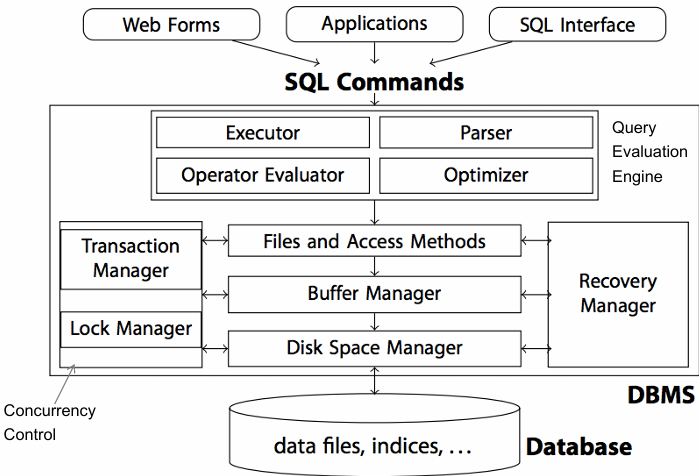 Web Forms
Applications
SQL Interface
SQL Commands
Executor
Parser
Operator Evaluator
Optimizer
Query
Evaluation
Engine
Transaction
Manager
Lock Manager
Files and Access Methods
Buffer Manager
Disk Space Manager
Recovery
Manager
DBMS
Concurrency
Control
data files, indices, ...
Database